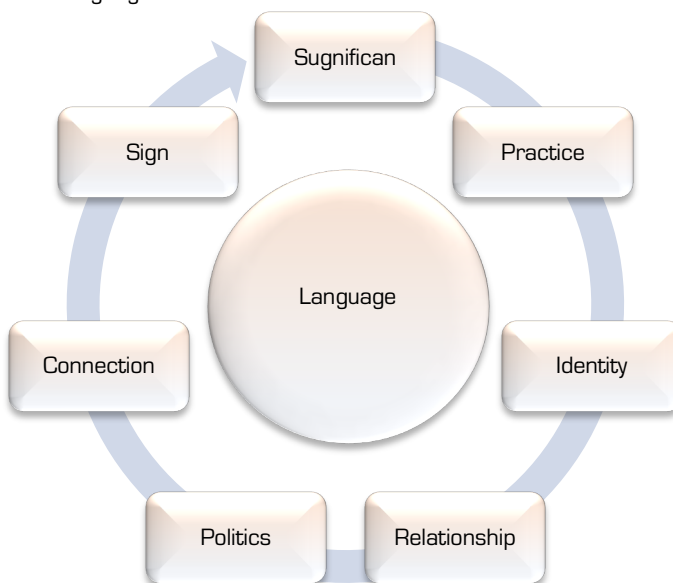 Sugnifican
Sign
Practice
Language
Connection
Identity
Politics
Relationship